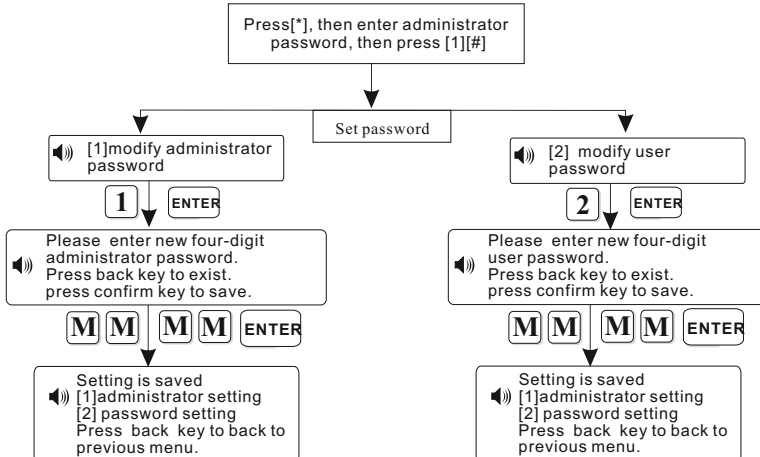 Press[*], then enter administrator
password, then press [1][#]
Set password
[1]modify administrator
password
1 ENTER
Please enter new four-digit
administrator password.
Press back key to exist.
press confirm key to save.
M M M M ENTER
Setting is saved
[1]administrator setting
[2] password setting
Press back key to back to
previous menu.
[2] modify user
password
2 ENTER
Please enter new four-digit
user password.
Press back key to exist.
press confirm key to save.
M M M M ENTER
Setting is saved
[1]administrator setting
[2] password setting
Press back key to back to
previous menu.